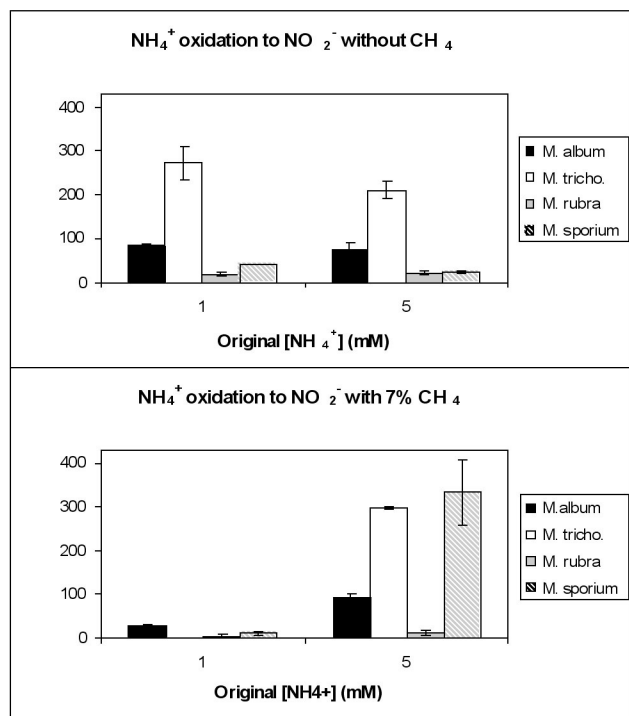 NH₄⁺ oxidation to NO ₂⁻ without CH ₄
400
300
200
100
0
1 5
Original [NH ₄⁺] (mM)
M. album
M. tricho.
M. rubra
M. sporium
NH₄⁺ oxidation to NO ₂⁻ with 7% CH ₄
400
300
200
100
0
1 5
Original [NH4+] (mM)
M.album
M. tricho.
M. rubra
M. sporium